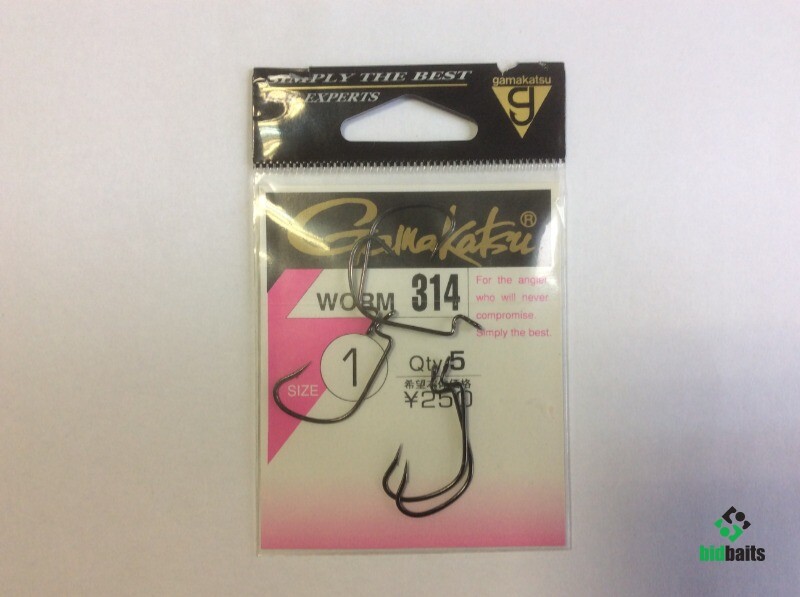 SIMPLY THE BEST
EXPERTS
gamakatsu
Gamakatsu®
WORM 314
For the angler
who will never
compromise.
Simply the best.
SIZE 1
Qty 5
¥250
bidbaits